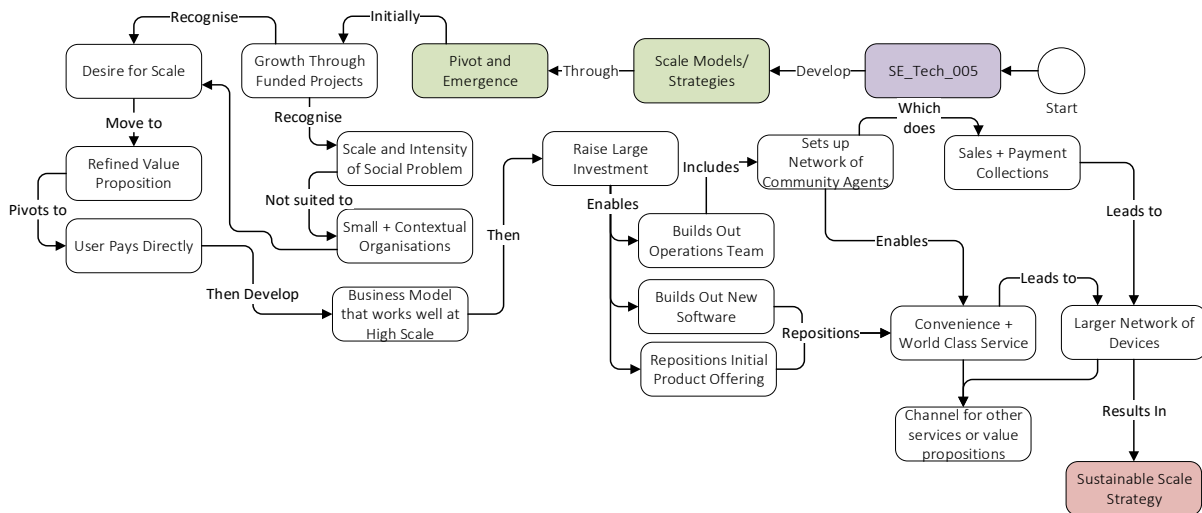 Recognise
Initially
Desire for Scale
Growth Through
Funded Projects
Pivot and
Emergence
Through
Scale Models/
Strategies
Develop
SE_Tech_005
Start
Move to
Recognise
Which
does
Refined Value
Proposition
Scale and Intensity
of Social Problem
Raise Large
Investment
Includes
Sets up
Network of
Community Agents
Sales + Payment
Collections
Pivots to
Not suited to
Enables
Leads to
User Pays Directly
Small + Contextual
Organisations
Then
Builds Out
Operations Team
Enables
Then Develop
Business Model
that works well at
High Scale
Builds Out New
Software
Leads to
Repositions
Convenience +
World Class Service
Larger Network of
Devices
Repositions Initial
Product Offering
Channel for other
services or value
propositions
Results In
Sustainable Scale
Strategy